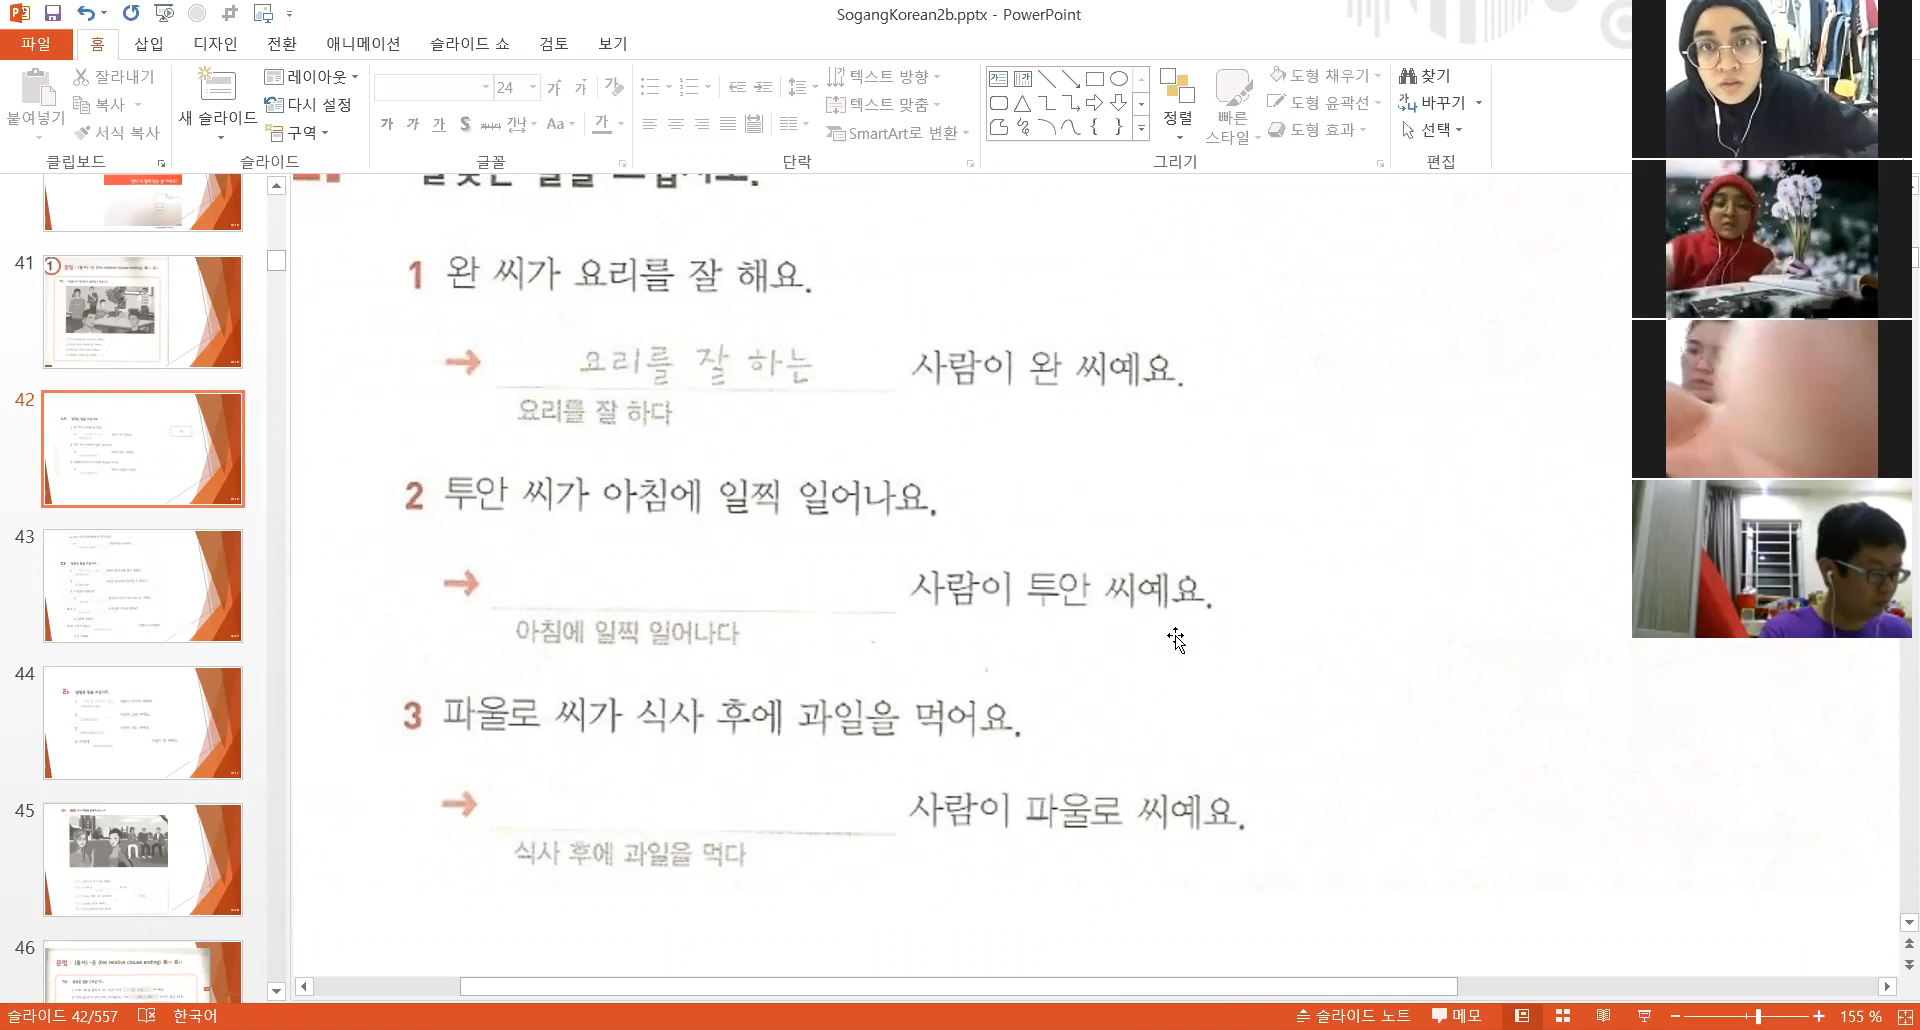 SogangKorean2b.pptx - PowerPoint
파일 홈 삽입 디자인 전환 애니메이션 슬라이드 쇼 검토 보기
붙여넣기
잘라내기
복사
서식 복사
클립보드
새 슬라이드
레이아웃
다시 설정
구역
슬라이드
24
가 가 가 S 간 Aa 가
글꼴
텍스트 방향
텍스트 맞춤
SmartArt로 변환
단락
정렬
빠른 스타일
도형 채우기
도형 윤곽선
도형 효과
그리기
찾기
바꾸기
선택
편집
41
42
43
44
45
46
1 완 씨가 요리를 잘 해요.
→ 요리를 잘 하는 사람이 완 씨예요.
요리를 잘 하다
2 투안 씨가 아침에 일찍 일어나요.
→ 사람이 투안 씨예요.
아침에 일찍 일어나다
3 파울로 씨가 식사 후에 과일을 먹어요.
→ 사람이 파울로 씨예요.
식사 후에 과일을 먹다
슬라이드 42/557 한국어 슬라이드 노트 메모 155 %